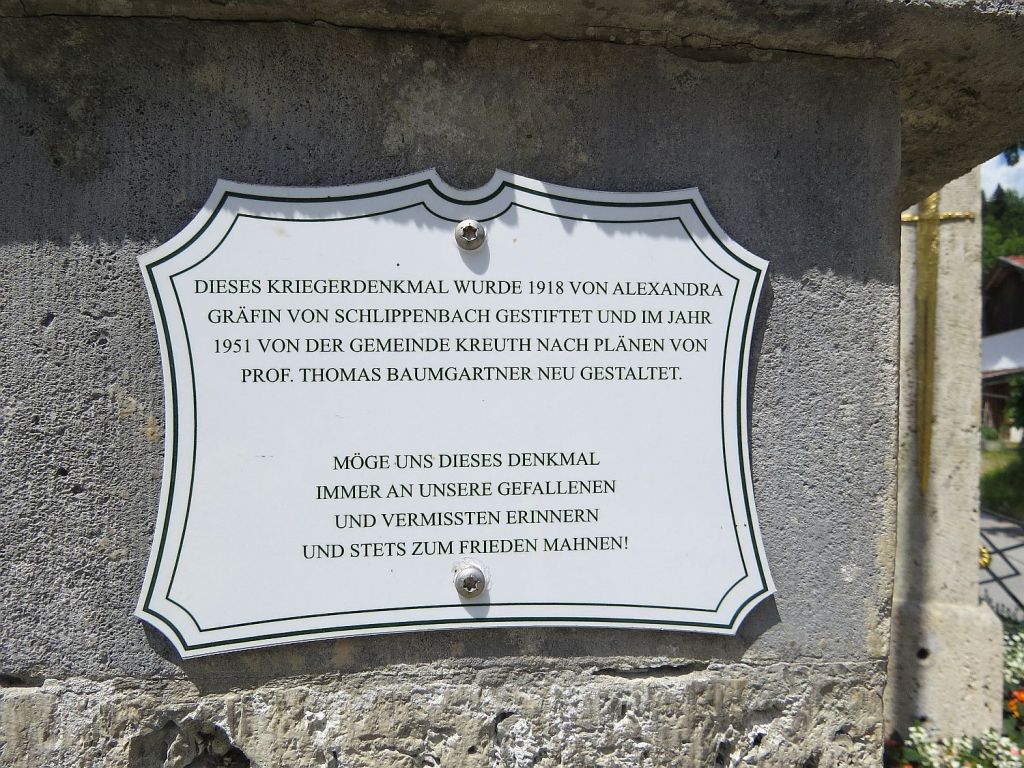 DIESES KRIEGERDENKMAL WURDE 1918 VON ALEXANDRA
GRÄFIN VON SCHLIPPENBACH GESTIFTET UND IM JAHR
1951 VON DER GEMEINDE KREUTH NACH PLÄNEN VON
PROF. THOMAS BAUMGARTNER NEU GESTALTET.
MÖGE UNS DIESES DENKMAL
IMMER AN UNSERE GEFALLENEN
UND VERMISSTEN ERINNERN
UND STETS ZUM FRIEDEN MAHNEN!